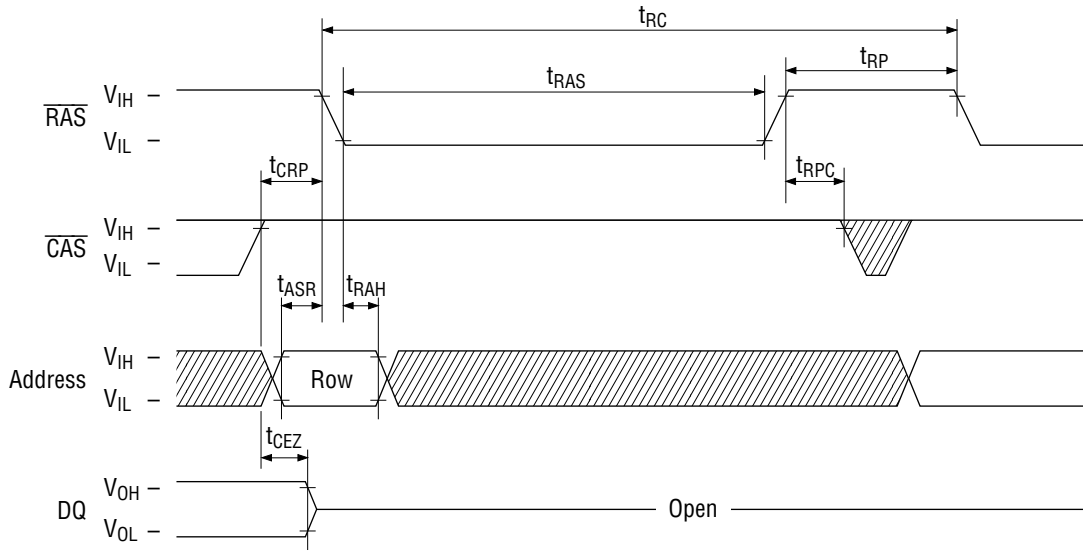 tRC
tRP
tRAS
RAS
VIH
VIL
tCRP
tRPC
CAS
VIH
VIL
tASR
tRAH
Address
VIH
VIL
Row
tCEZ
DQ
VOH
VOL
Open